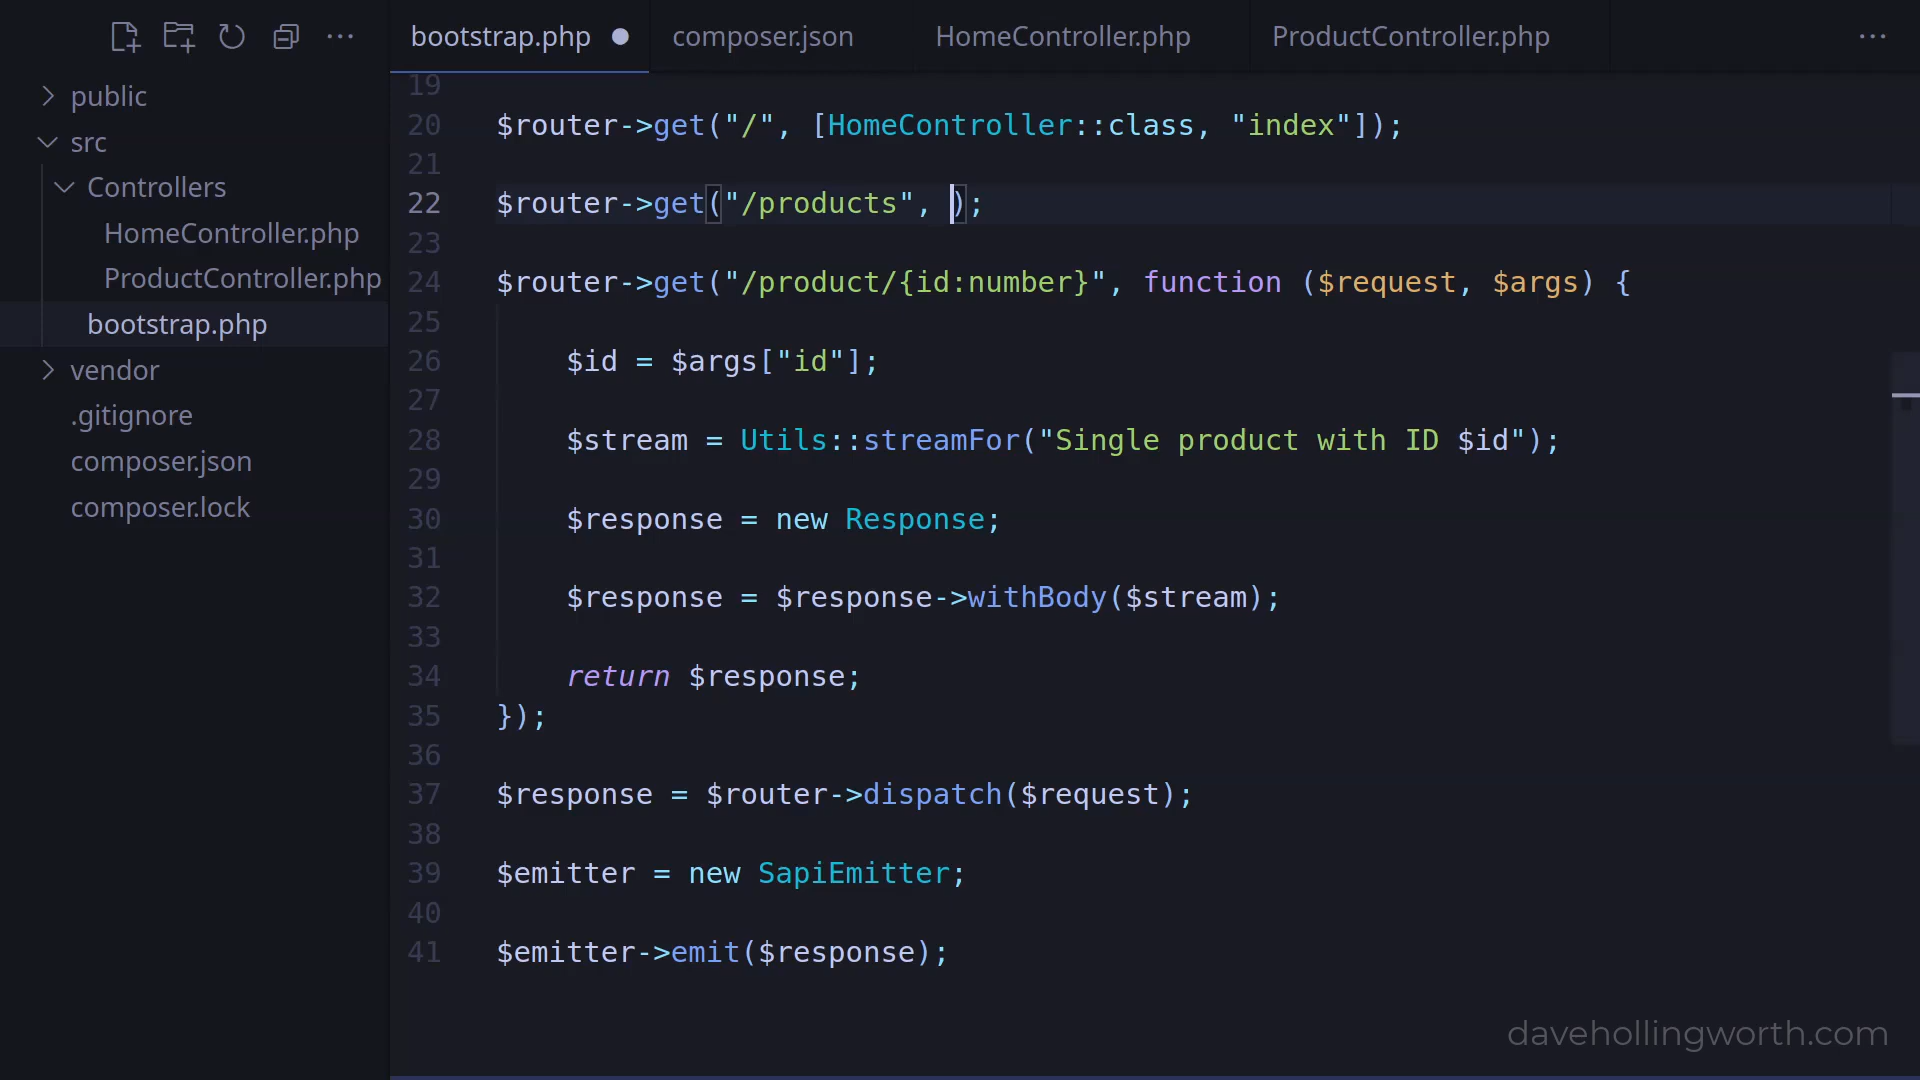 bootstrap.php
composer.json
HomeController.php
ProductController.php
public
src
Controllers
HomeController.php
ProductController.php
bootstrap.php
vendor
.gitignore
composer.json
composer.lock
19
20 $router->get("/", [HomeController::class, "index"]);
21
22 $router->get("/products", );
23
24 $router->get("/product/{id:number}", function ($request, $args) {
25
26 $id = $args["id"];
27
28 $stream = Utils::streamFor("Single product with ID $id");
29
30 $response = new Response;
31
32 $response = $response->withBody($stream);
33
34 return $response;
35 });
36
37 $response = $router->dispatch($request);
38
39 $emitter = new SapiEmitter;
40
41 $emitter->emit($response);
davehollingworth.com